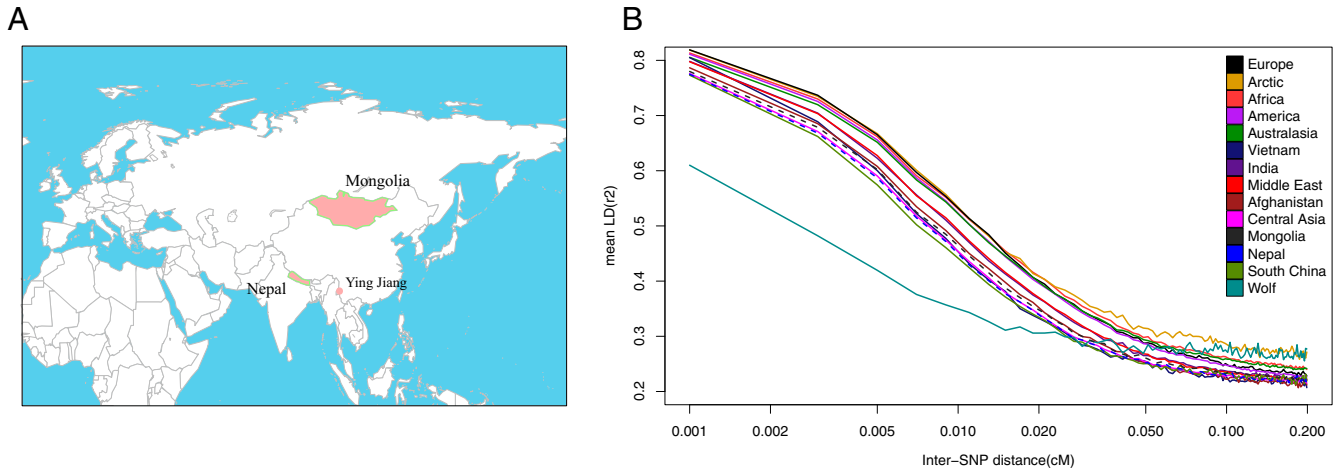 A
Mongolia
Nepal
Ying Jiang
B
mean LD(r2)
0.8
0.7
0.6
0.5
0.4
0.3
0.2
0.001
0.002
0.005
0.010
0.020
0.050
0.100
0.200
Inter−SNP distance(cM)
Europe
Arctic
Africa
America
Australasia
Vietnam
India
Middle East
Afghanistan
Central Asia
Mongolia
Nepal
South China
Wolf